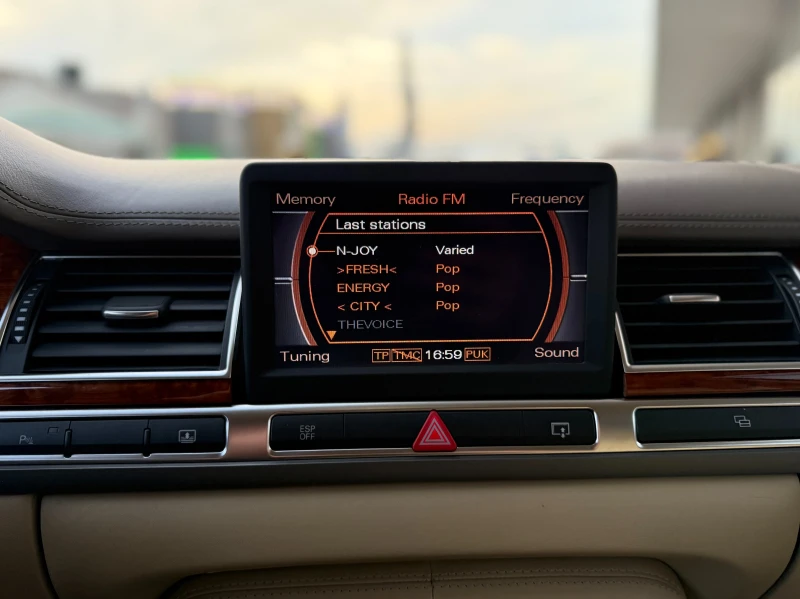 Memory Radio FM Frequency
Last stations
N-JOY Varied
>FRESH< Pop
ENERGY Pop
< CITY < Pop
THEVOICE
Tuning TP TMC 16:59 PUK Sound
ESP
OFF